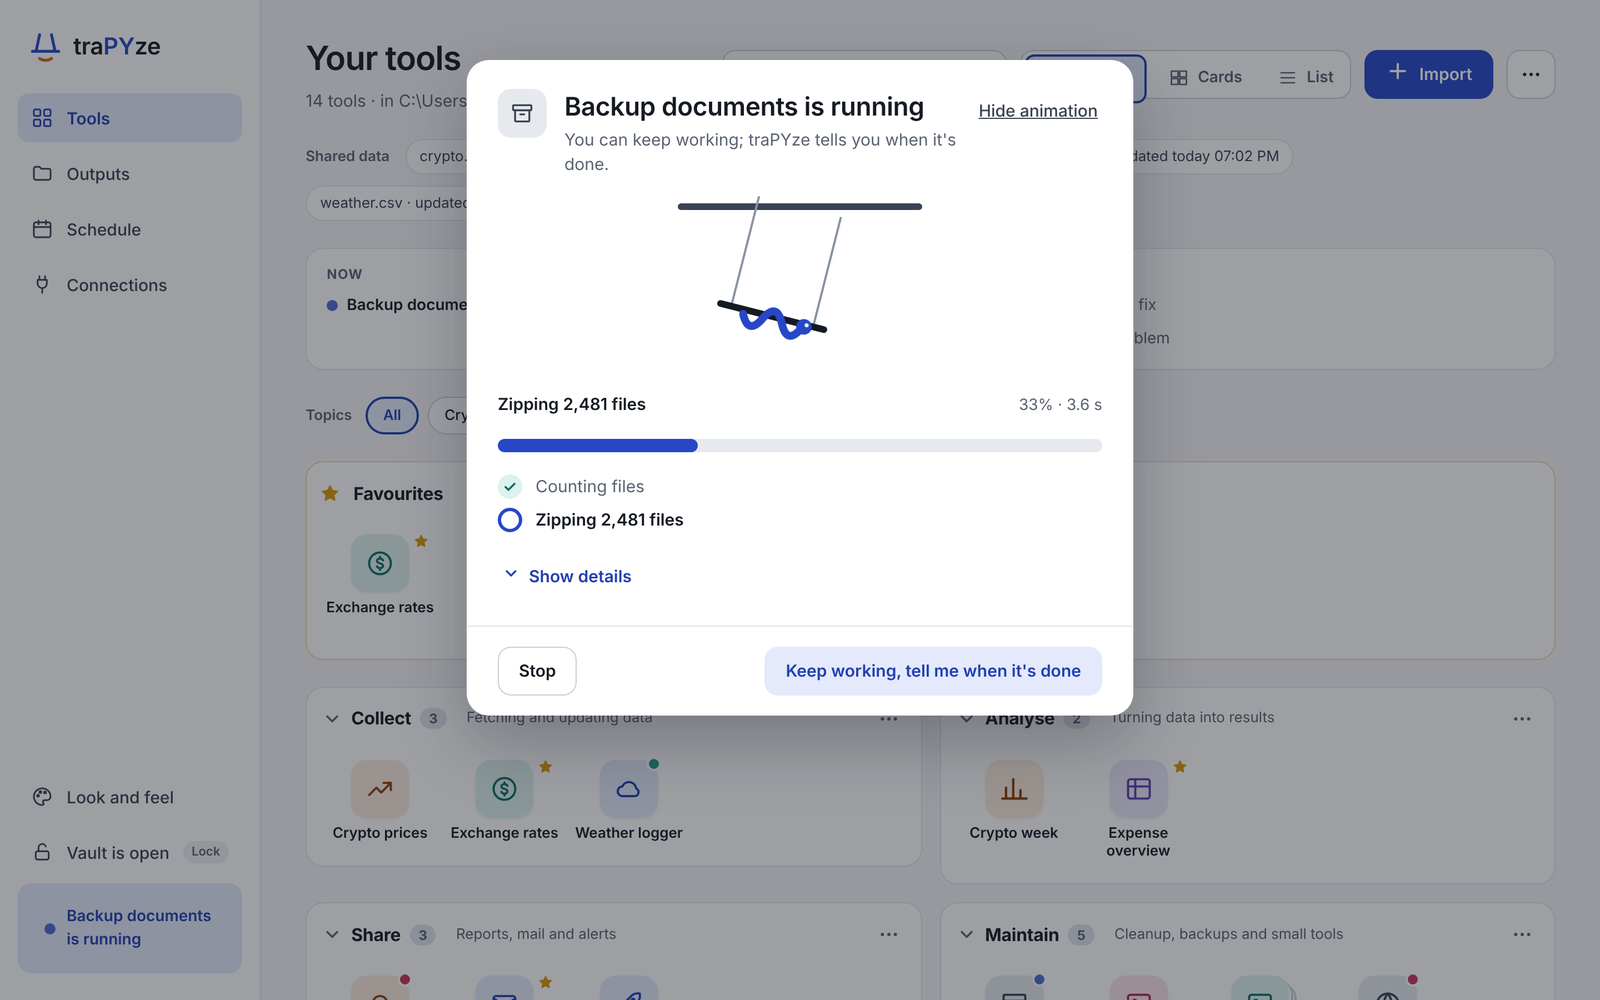 traPYze
Tools
Outputs
Schedule
Connections
Look and feel
Vault is open Lock
Backup documents
is running
Your tools
14 tools · in C:\Users
Cards
List
Import
Shared data
crypto.
dated today 07:02 PM
weather.csv · updated
NOW
Backup docume
fix
blem
Topics
All
Cry
Favourites
Exchange rates
Backup documents is running
Hide animation
You can keep working; traPYze tells you when it's
done.
Zipping 2,481 files
33% · 3.6 s
Counting files
Zipping 2,481 files
Show details
Stop
Keep working, tell me when it's done
Collect 3 Fetching and updating data
Crypto prices
Exchange rates
Weather logger
Analyse 2 Turning data into results
Crypto week
Expense
overview
Share 3 Reports, mail and alerts
Maintain 5 Cleanup, backups and small tools